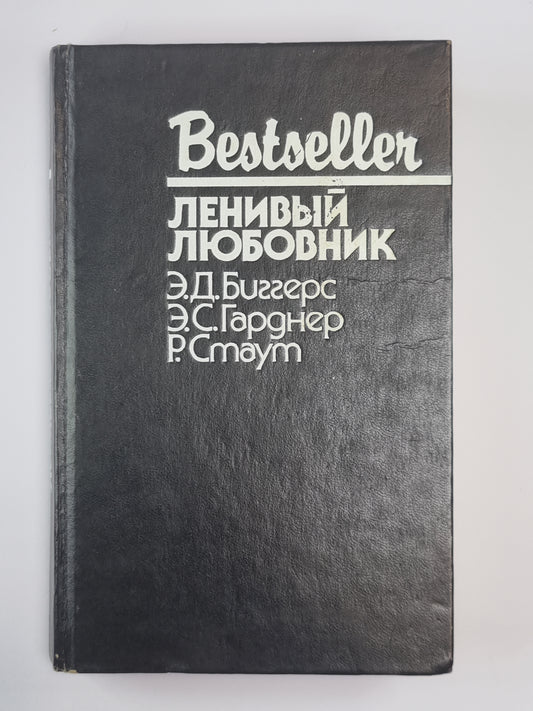 Bestseller
ЛЕНИВЫЙ
ЛЮБОВНИК
Э.Д.Биггерс
Э.С.Гарднер
Р.Стаут